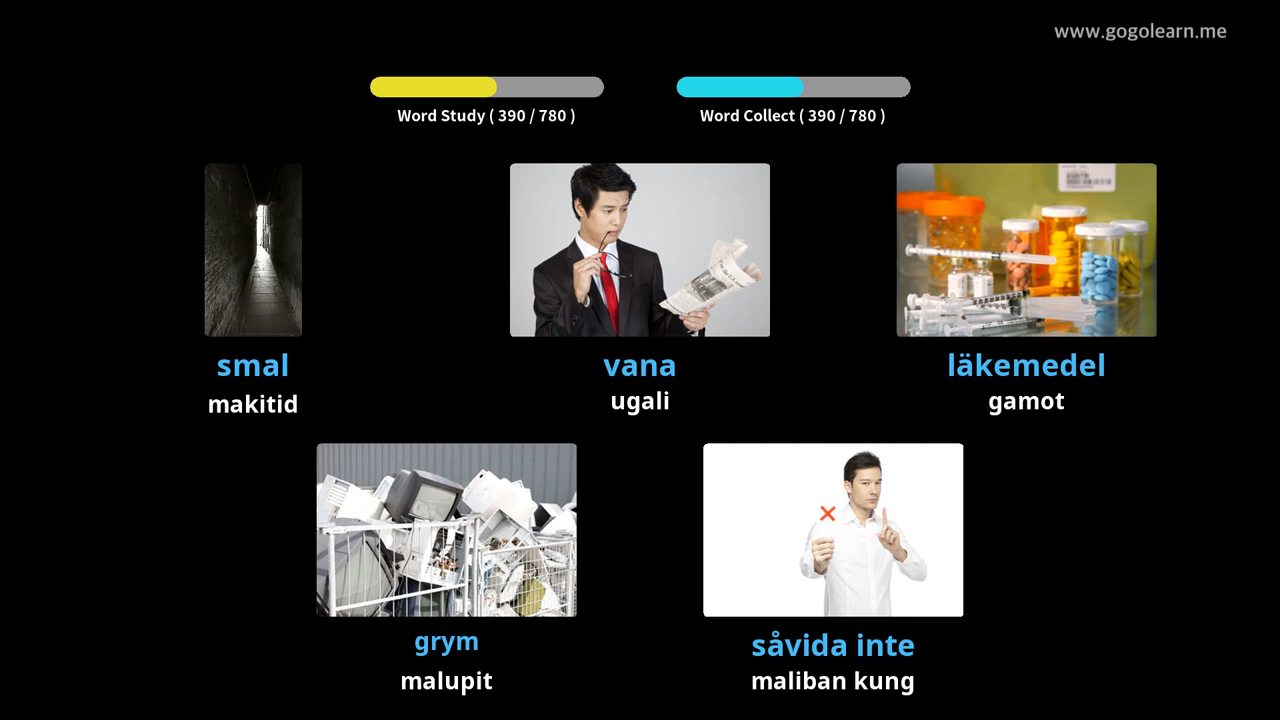 www.gogolearn.me
Word Study ( 390 / 780 )
Word Collect ( 390 / 780 )
smal
makitid
vana
ugali
läkemedel
gamot
grym
malupit
såvida inte
maliban kung